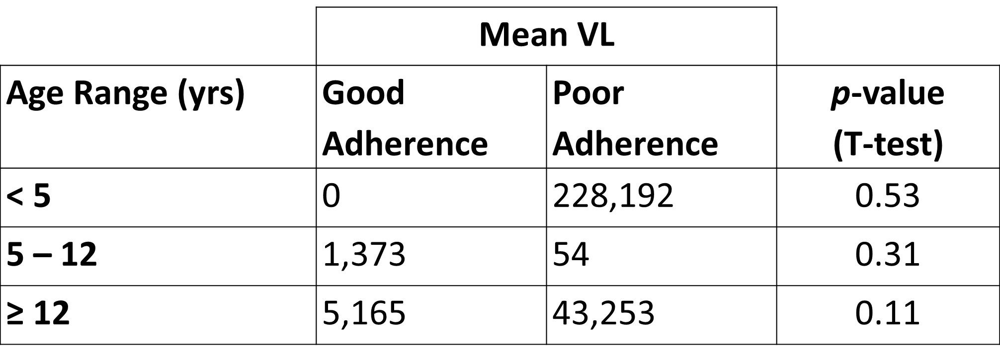 Mean VL
Age Range (yrs) Good Poor p-value
Adherence Adherence (T-test)
< 5 0 228,192 0.53
5 – 12 1,373 54 0.31
≥ 12 5,165 43,253 0.11